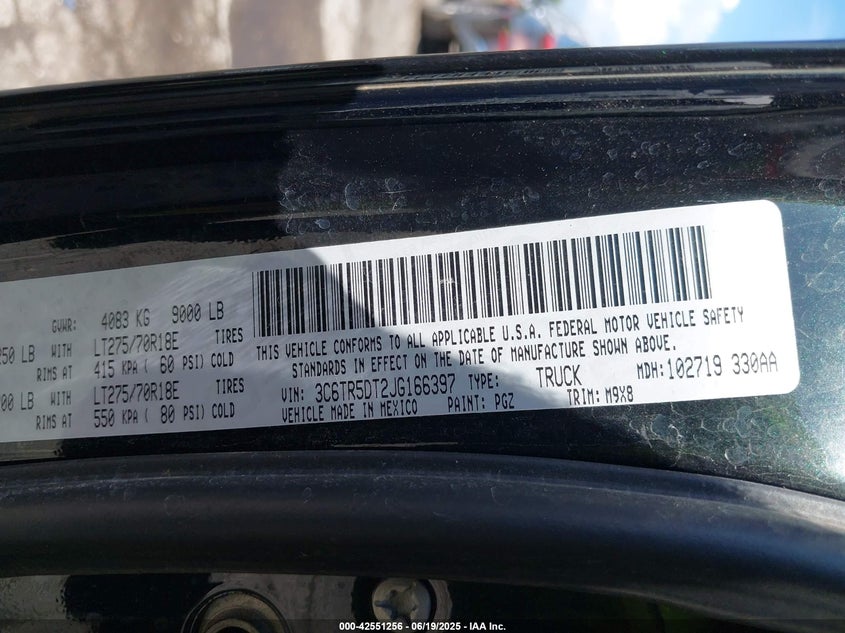 GVWR: 4083 KG 9000 LB
250 LB WITH LT275/70R18E TIRES
RIMS AT 415 KPA ( 60 PSI) COLD
00 LB WITH LT275/70R18E TIRES
RIMS AT 550 KPA ( 80 PSI) COLD
THIS VEHICLE CONFORMS TO ALL APPLICABLE U.S.A. FEDERAL MOTOR VEHICLE SAFETY
STANDARDS IN EFFECT ON THE DATE OF MANUFACTURE SHOWN ABOVE.
VIN: 3C6TR5DT2JG166397 TYPE: TRUCK MDH: 102719 330AA
VEHICLE MADE IN MEXICO PAINT: PGZ TRIM: M9X8
000-42551256 - 06/19/2025 - IAA Inc.